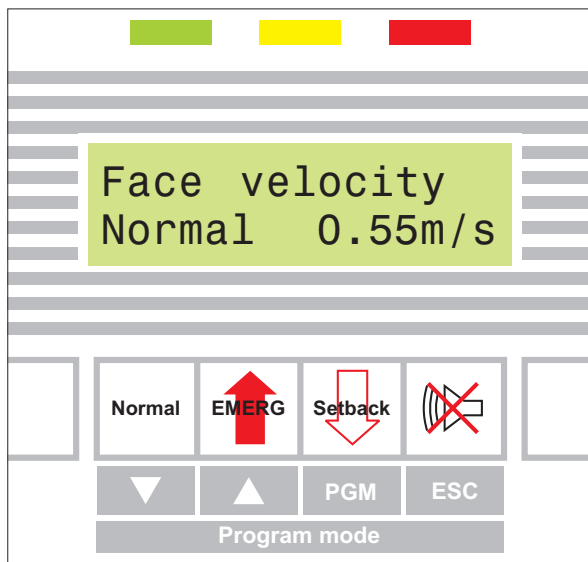 Face velocity
Normal 0.55m/s
Normal EMERG Setback
PGM ESC
Program mode